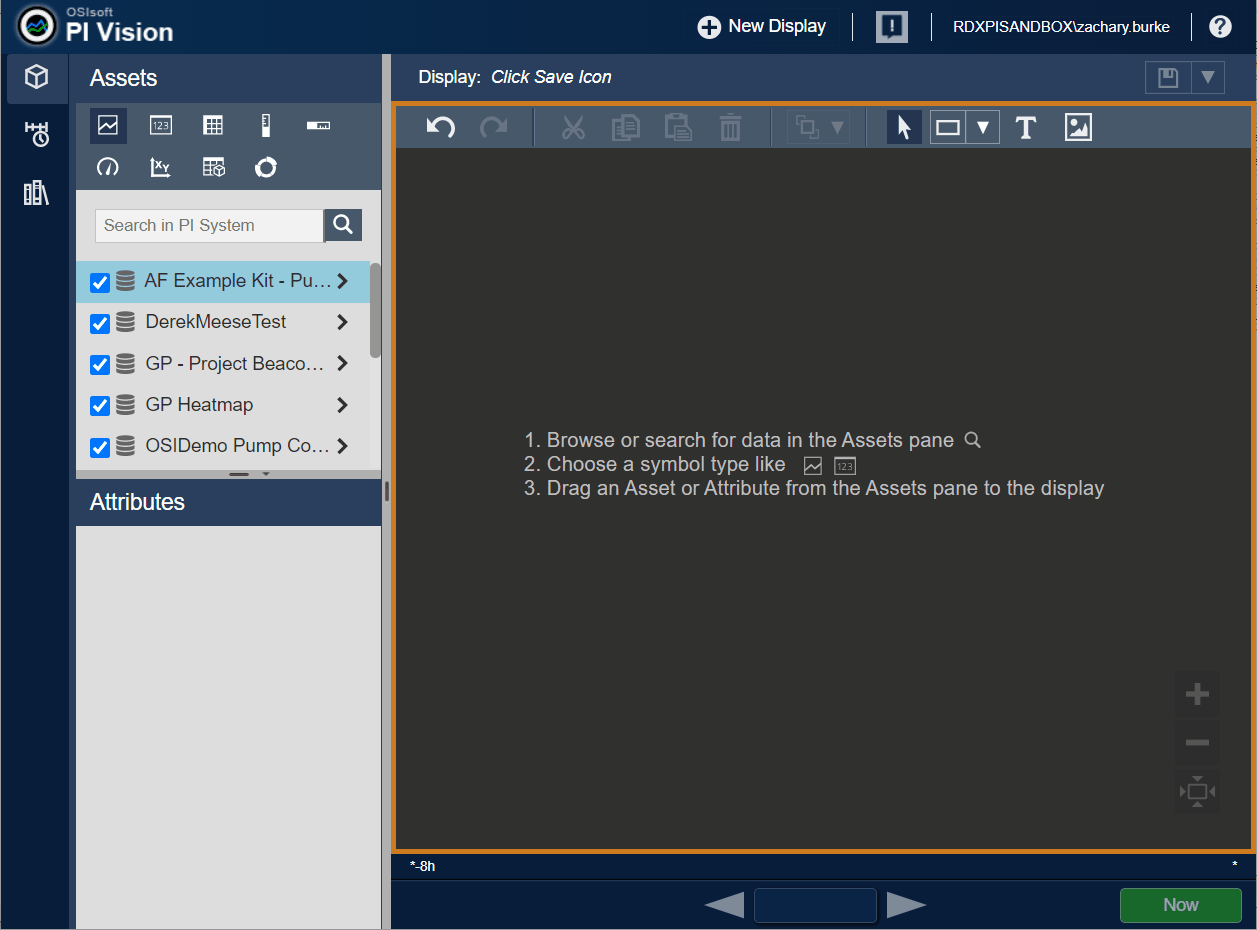 OSIsoft
PI Vision
New Display
RDXPISANDBOX\zachary.burke
?
Assets
Display: Click Save Icon
123
XY
T
Search in PI System
AF Example Kit - Pu...
DerekMeeseTest
GP - Project Beaco...
GP Heatmap
OSIDemo Pump Co...
Attributes
1. Browse or search for data in the Assets pane
2. Choose a symbol type like 123
3. Drag an Asset or Attribute from the Assets pane to the display
*-8h
*
Now